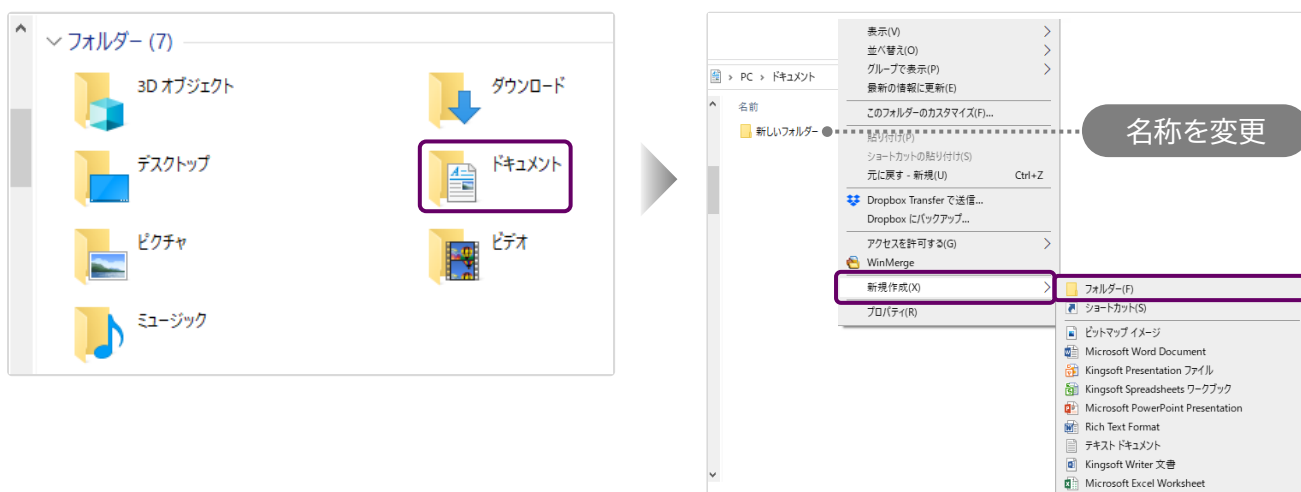 フォルダー (7)
3D オブジェクト
ダウンロード
デスクトップ
ドキュメント
ピクチャ
ビデオ
ミュージック
PC › ドキュメント
名前
新しいフォルダー
名称を変更
表示(V)
並べ替え(O)
グループで表示(P)
最新の情報に更新(E)
このフォルダーのカスタマイズ(F)...
貼り付け(P)
ショートカットの貼り付け(S)
元に戻す - 新規(U) Ctrl+Z
Dropbox Transfer で送信...
Dropbox にバックアップ...
アクセスを許可する(G)
WinMerge
新規作成(X)
プロパティ(R)
フォルダー(F)
ショートカット(S)
ビットマップ イメージ
Microsoft Word Document
Kingsoft Presentation ファイル
Kingsoft Spreadsheets ワークブック
Microsoft PowerPoint Presentation
Rich Text Format
テキスト ドキュメント
Kingsoft Writer 文書
Microsoft Excel Worksheet